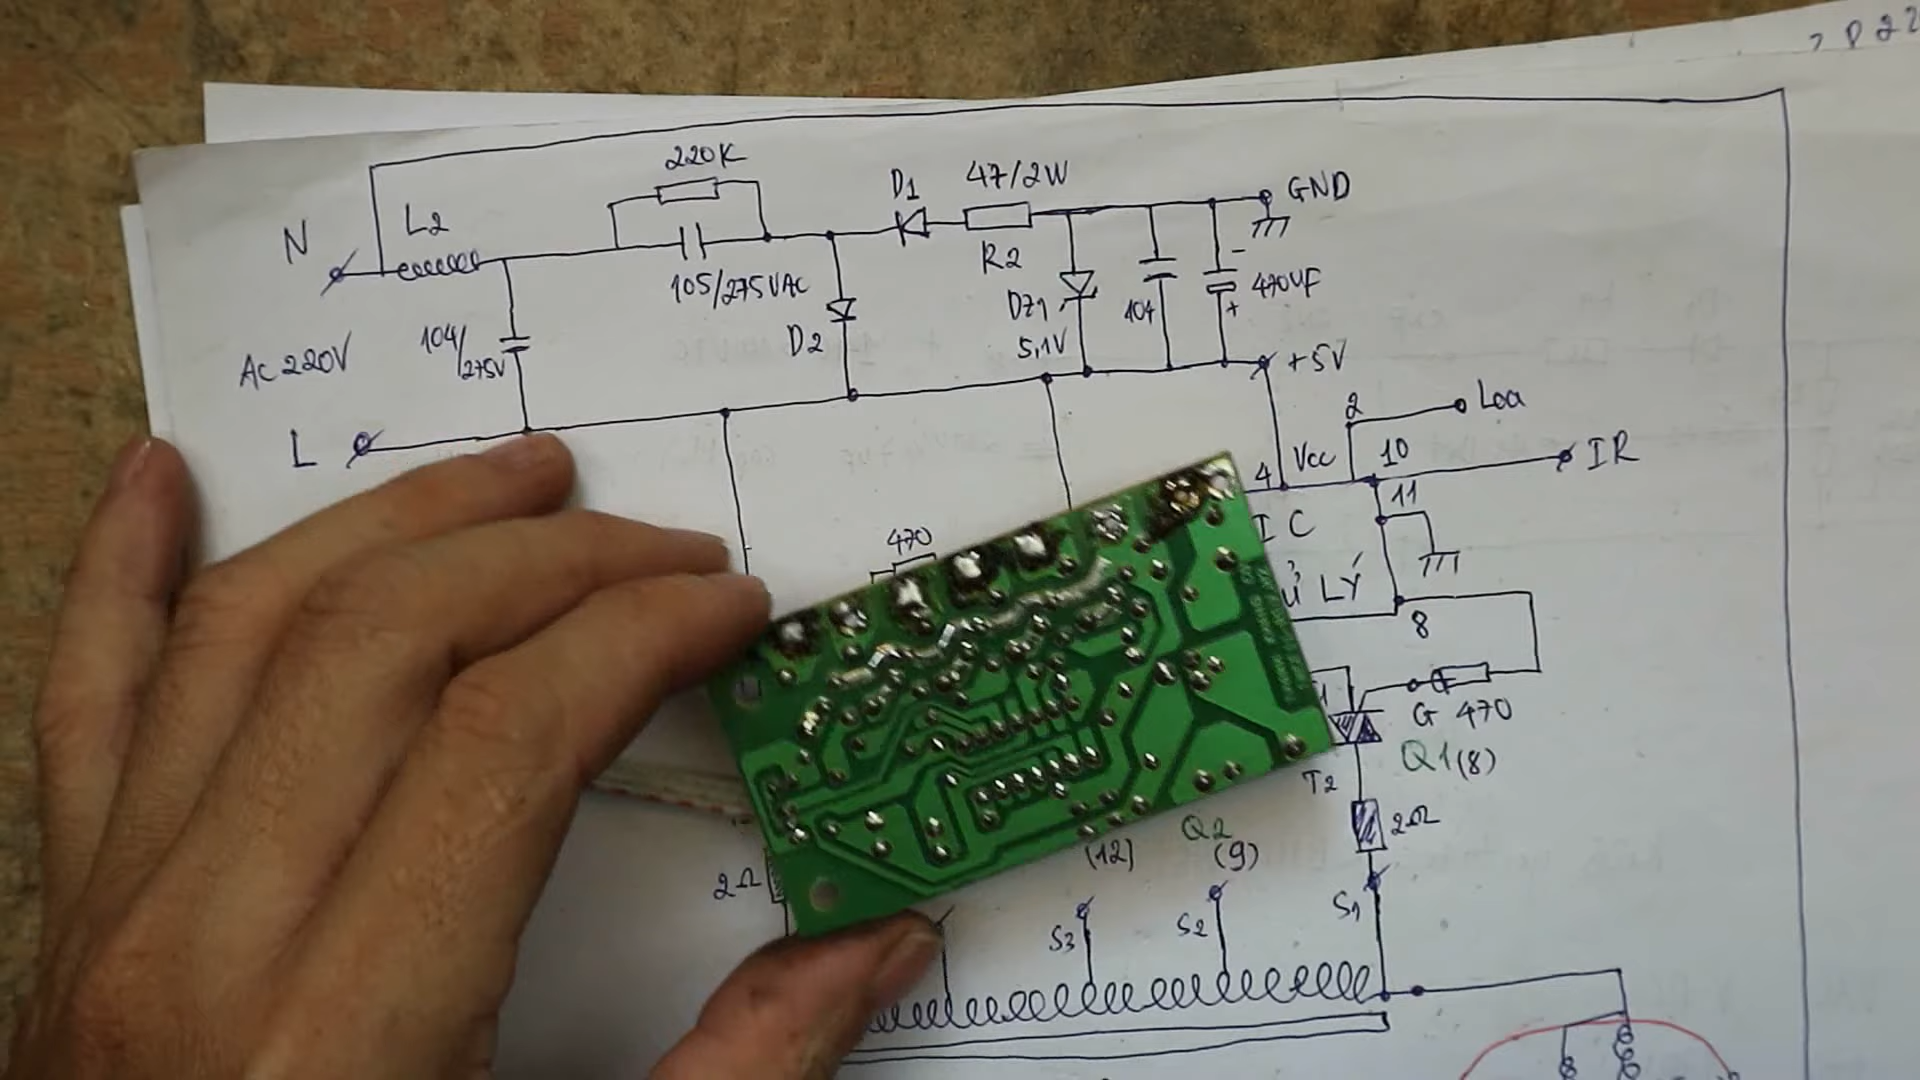 220K
47/2W
D1
GND
N
L2
R2
105/275VAC
DZ1
5,1V
104
-
470UF
+
D2
104/
275V
AC 220V
+5V
L
2
Loa
4
Vcc
10
IR
11
470
IC
LÝ
8
G 470
Q1(8)
T2
2Ω
Q2
(12)
(9)
2Ω
S3
S2
S1